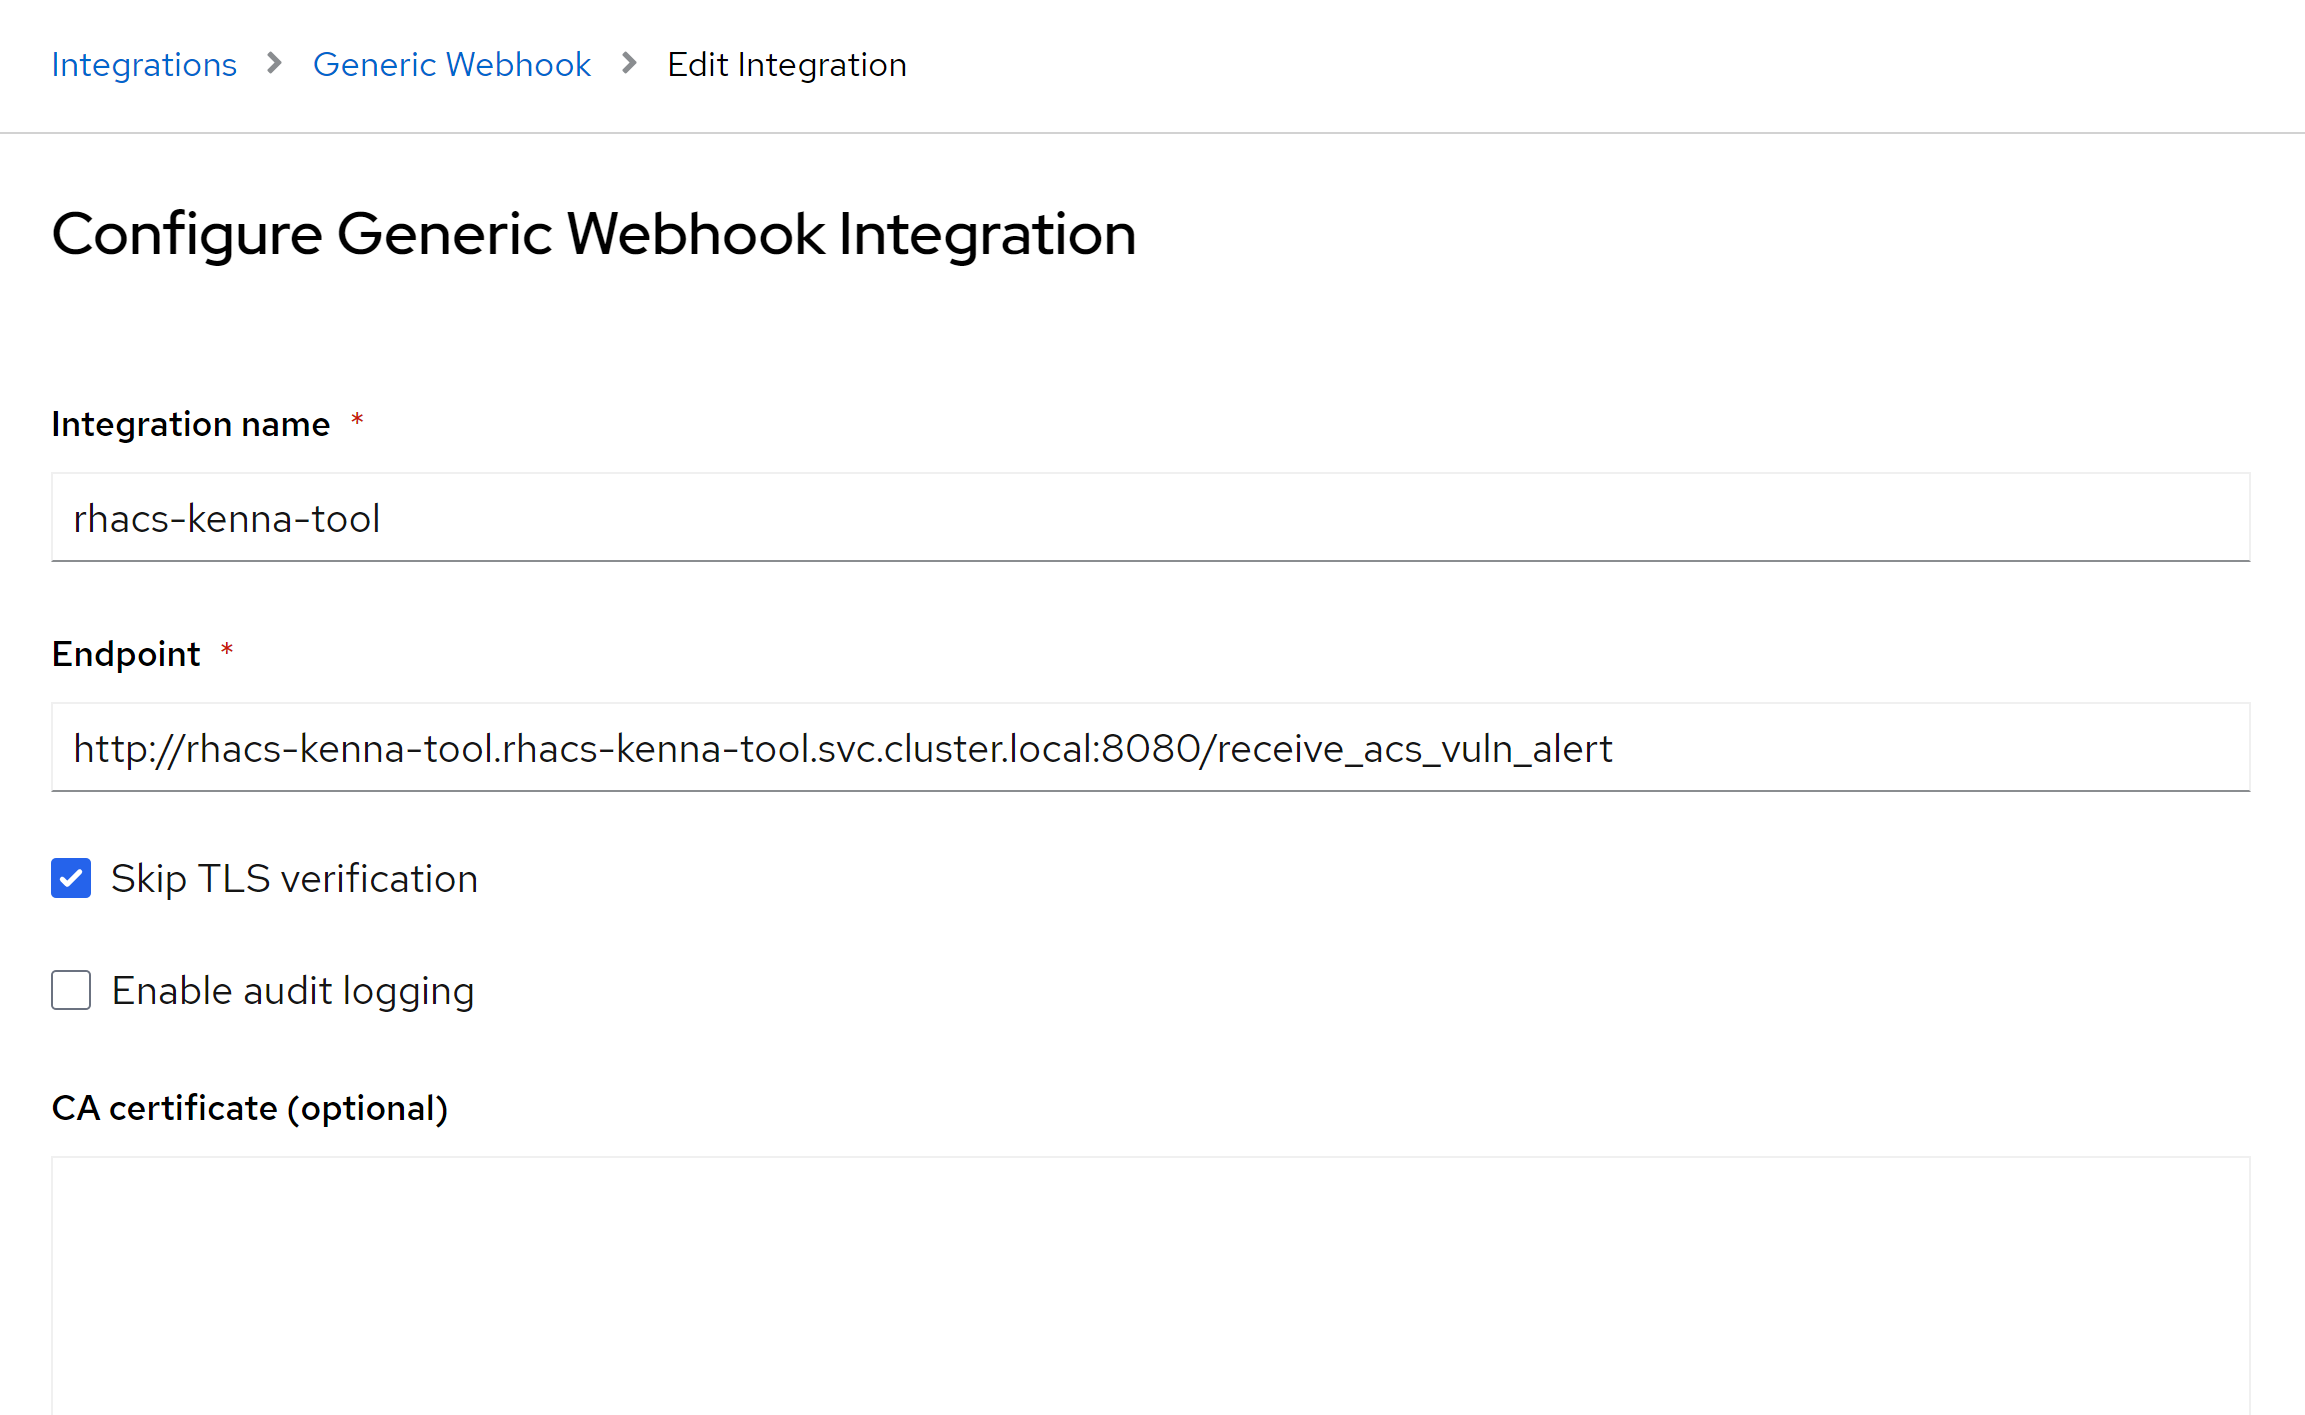 Integrations > Generic Webhook > Edit Integration
Configure Generic Webhook Integration
Integration name *
rhacs-kenna-tool
Endpoint *
http://rhacs-kenna-tool.rhacs-kenna-tool.svc.cluster.local:8080/receive_acs_vuln_alert
Skip TLS verification
Enable audit logging
CA certificate (optional)